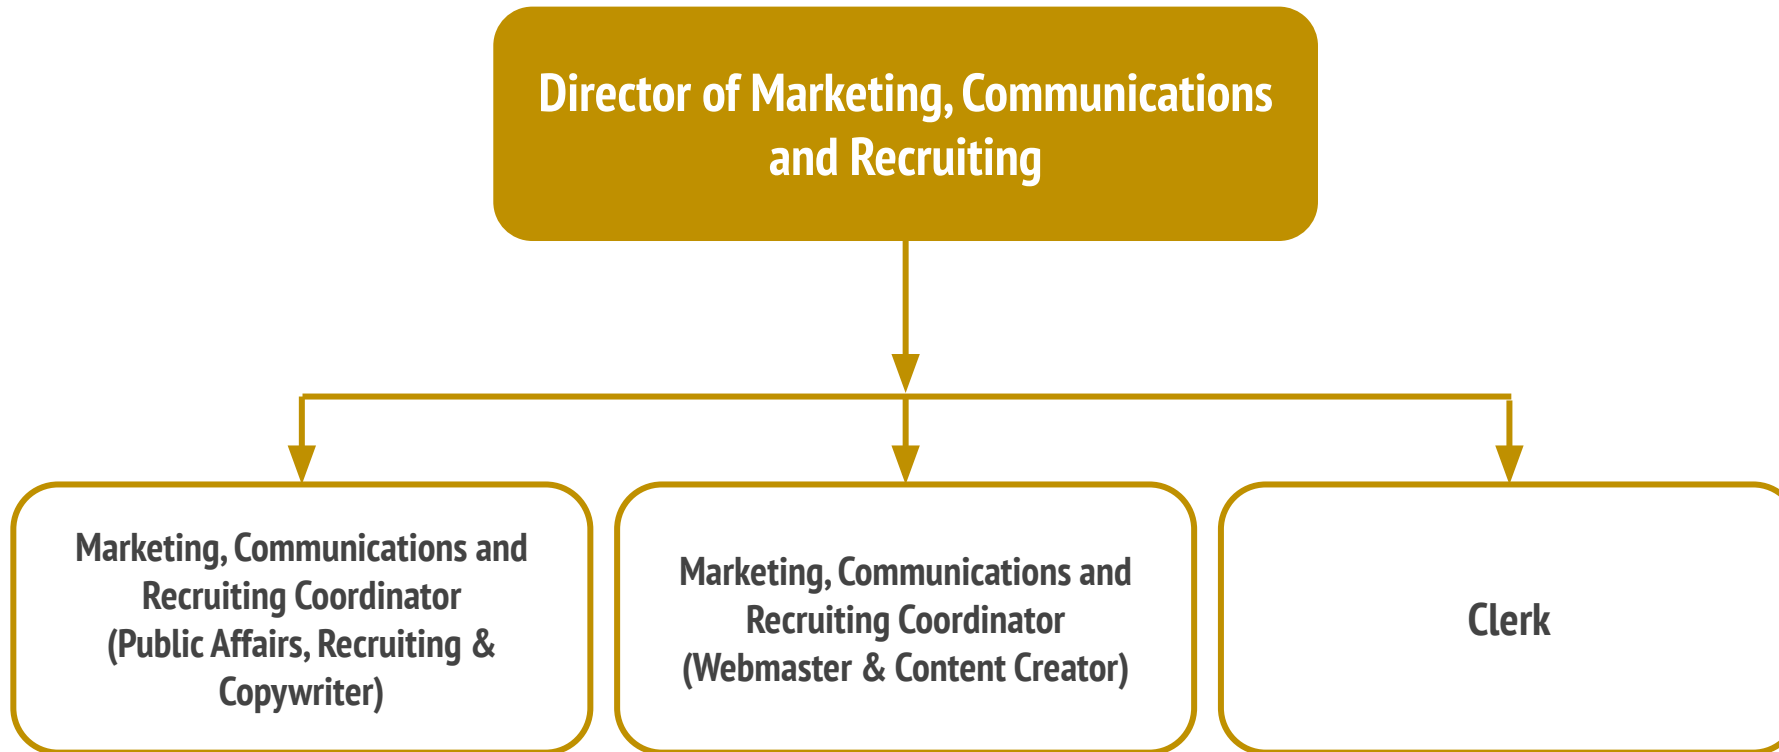 Director of Marketing, Communications
and Recruiting
Marketing, Communications and
Recruiting Coordinator
(Public Affairs, Recruiting &
Copywriter)
Marketing, Communications and
Recruiting Coordinator
(Webmaster & Content Creator)
Clerk